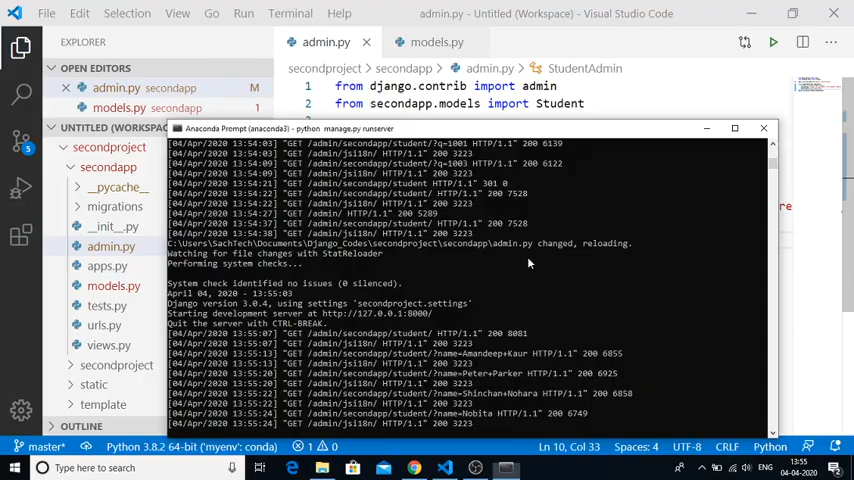 File Edit Selection View Go Run Terminal Help admin.py - Untitled (Workspace) - Visual Studio Code
EXPLORER
admin.py
models.py
OPEN EDITORS
admin.py secondapp M
models.py secondapp 1
secondproject > secondapp > admin.py > StudentAdmin
1 from django.contrib import admin
2 from secondapp.models import Student
UNTITLED (WORKSPACE)
secondproject
secondapp
__pycache__
migrations
__init__.py
admin.py
apps.py
models.py
tests.py
urls.py
views.py
secondproject
static
template
OUTLINE
Anaconda Prompt (anaconda3) - python manage.py runserver
[04/Apr/2020 13:54:03] "GET /admin/secondapp/student/?q=1001 HTTP/1.1" 200 6139
[04/Apr/2020 13:54:03] "GET /admin/jsi18n/ HTTP/1.1" 200 3223
[04/Apr/2020 13:54:09] "GET /admin/secondapp/student/?q=1003 HTTP/1.1" 200 6122
[04/Apr/2020 13:54:09] "GET /admin/jsi18n/ HTTP/1.1" 200 3223
[04/Apr/2020 13:54:21] "GET /admin/secondapp/student HTTP/1.1" 301 0
[04/Apr/2020 13:54:22] "GET /admin/secondapp/student/ HTTP/1.1" 200 7528
[04/Apr/2020 13:54:22] "GET /admin/jsi18n/ HTTP/1.1" 200 3223
[04/Apr/2020 13:54:27] "GET /admin/ HTTP/1.1" 200 5289
[04/Apr/2020 13:54:37] "GET /admin/secondapp/student/ HTTP/1.1" 200 7528
[04/Apr/2020 13:54:38] "GET /admin/jsi18n/ HTTP/1.1" 200 3223
C:\Users\SachTech\Documents\Django_Codes\secondproject\secondapp\admin.py changed, reloading.
Watching for file changes with StatReloader
Performing system checks...
System check identified no issues (0 silenced).
April 04, 2020 - 13:55:03
Django version 3.0.4, using settings 'secondproject.settings'
Starting development server at http://127.0.0.1:8000/
Quit the server with CTRL-BREAK.
[04/Apr/2020 13:55:07] "GET /admin/secondapp/student/ HTTP/1.1" 200 8081
[04/Apr/2020 13:55:07] "GET /admin/jsi18n/ HTTP/1.1" 200 3223
[04/Apr/2020 13:55:13] "GET /admin/secondapp/student/?name=Amandeep+Kaur HTTP/1.1" 200 6855
[04/Apr/2020 13:55:13] "GET /admin/jsi18n/ HTTP/1.1" 200 3223
[04/Apr/2020 13:55:20] "GET /admin/secondapp/student/?name=Peter+Parker HTTP/1.1" 200 6925
[04/Apr/2020 13:55:20] "GET /admin/jsi18n/ HTTP/1.1" 200 3223
[04/Apr/2020 13:55:22] "GET /admin/secondapp/student/?name=Shinchan+Nohara HTTP/1.1" 200 6858
[04/Apr/2020 13:55:22] "GET /admin/jsi18n/ HTTP/1.1" 200 3223
[04/Apr/2020 13:55:24] "GET /admin/secondapp/student/?name=Nobita HTTP/1.1" 200 6749
[04/Apr/2020 13:55:24] "GET /admin/jsi18n/ HTTP/1.1" 200 3223
master* Python 3.8.2 64-bit ('myenv': conda) 1 0 Ln 10, Col 33 Spaces: 4 UTF-8 CRLF Python
Type here to search
ENG
13:55
04-04-2020
2